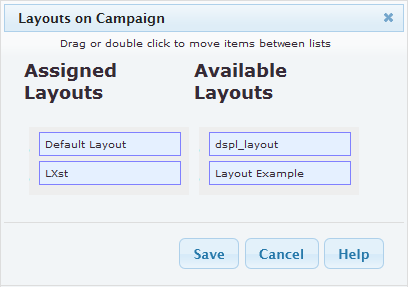 Layouts on Campaign
Drag or double click to move items between lists
Assigned Layouts
Available Layouts
Default Layout
LXst
dspl_layout
Layout Example
Save
Cancel
Help